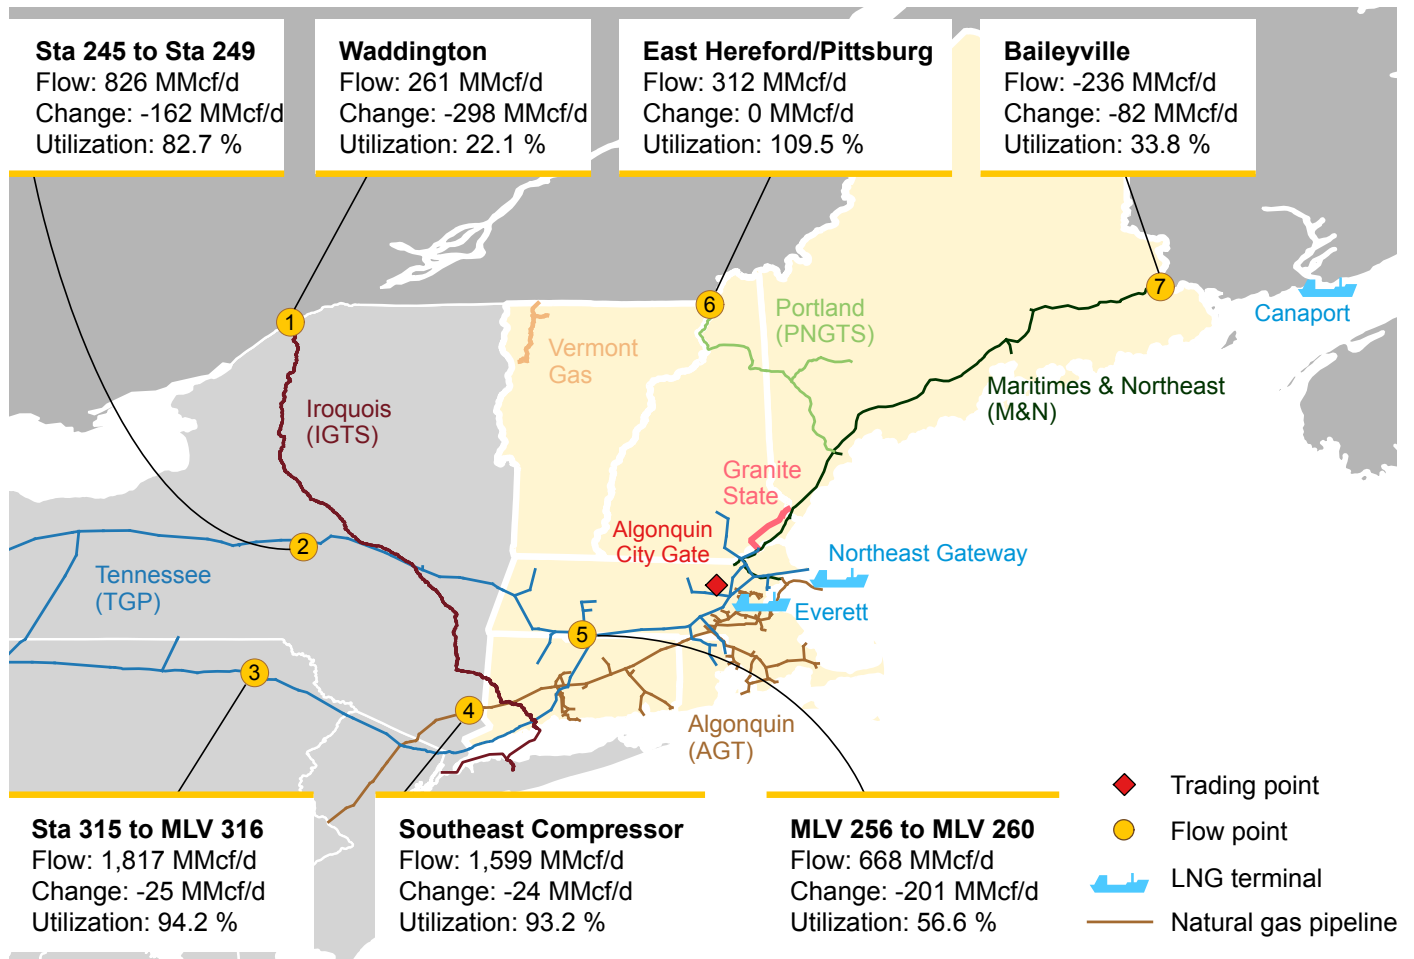 Sta 245 to Sta 249
Flow: 826 MMcf/d
Change: -162 MMcf/d
Utilization: 82.7 %
Waddington
Flow: 261 MMcf/d
Change: -298 MMcf/d
Utilization: 22.1 %
East Hereford/Pittsburg
Flow: 312 MMcf/d
Change: 0 MMcf/d
Utilization: 109.5 %
Baileyville
Flow: -236 MMcf/d
Change: -82 MMcf/d
Utilization: 33.8 %
7
6
1
Canaport
Portland
(PNGTS)
Vermont
Gas
Maritimes & Northeast
(M&N)
Iroquois
(IGTS)
Granite
State
Algonquin
City Gate
2
Northeast Gateway
Tennessee
(TGP)
Everett
5
3
4
Algonquin
(AGT)
Sta 315 to MLV 316
Flow: 1,817 MMcf/d
Change: -25 MMcf/d
Utilization: 94.2 %
Southeast Compressor
Flow: 1,599 MMcf/d
Change: -24 MMcf/d
Utilization: 93.2 %
MLV 256 to MLV 260
Flow: 668 MMcf/d
Change: -201 MMcf/d
Utilization: 56.6 %
Trading point
Flow point
LNG terminal
Natural gas pipeline